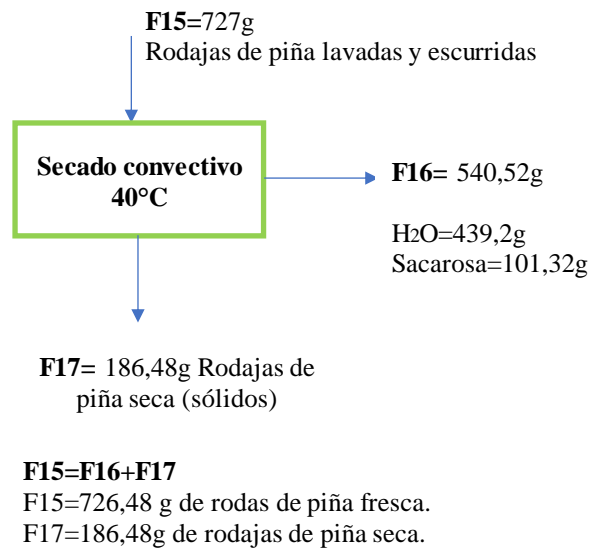 F15=727g
Rodajas de piña lavadas y escurridas
Secado convectivo
40°C
F16= 540,52g
H2O=439,2g
Sacarosa=101,32g
F17= 186,48g Rodajas de
piña seca (sólidos)
F15=F16+F17
F15=726,48 g de rodas de piña fresca.
F17=186,48g de rodajas de piña seca.